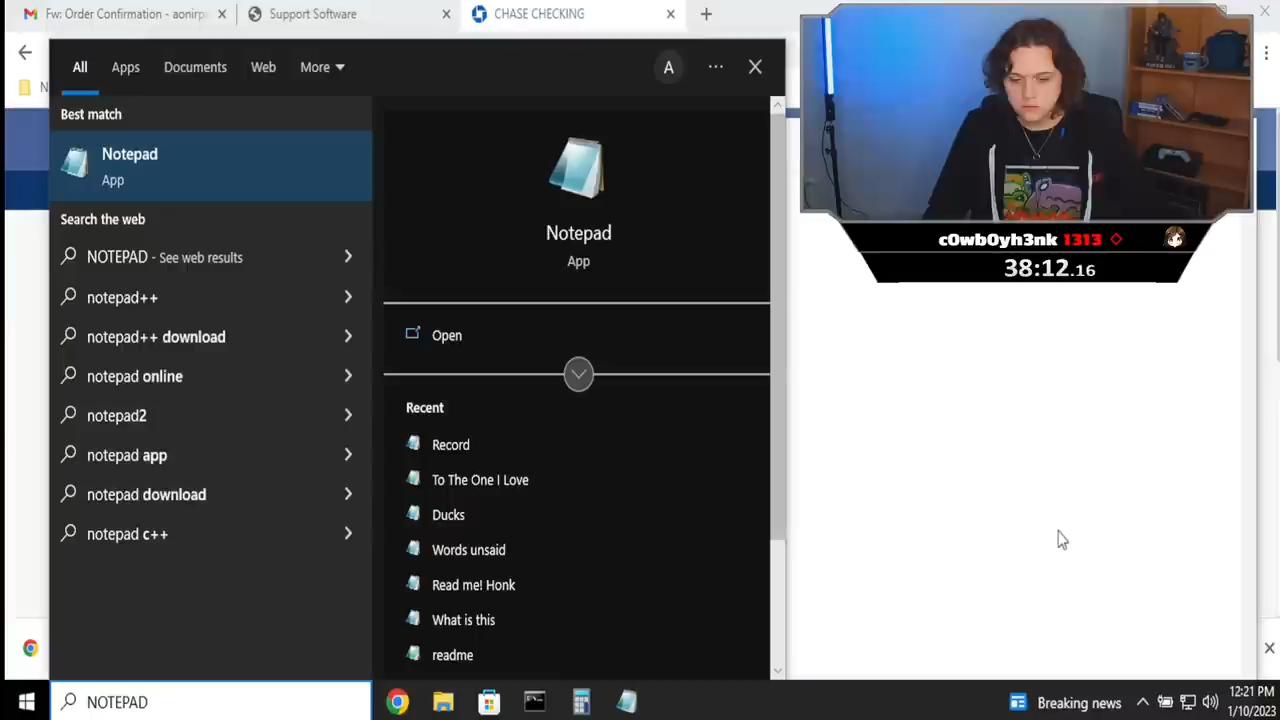 Fw: Order Confirmation - aonirpa
Support Software
CHASE CHECKING
N
All
Apps
Documents
Web
More
A
Best match
Notepad
App
Search the web
NOTEPAD - See web results
notepad++
notepad++ download
notepad online
notepad2
notepad app
notepad download
notepad c++
Notepad
App
Open
Recent
Record
To The One I Love
Ducks
Words unsaid
Read me! Honk
What is this
readme
c0wb0yh3nk 1313
38:12.16
NOTEPAD
Breaking news
12:21 PM
1/10/2023